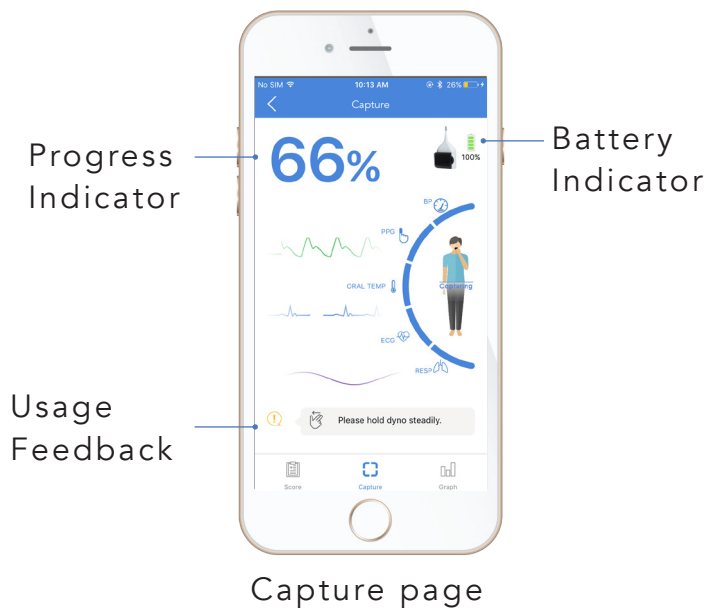 No SIM
10:13 AM
26%
Capture
66%
100%
Progress
Indicator
Battery
Indicator
BP
PPG
ORAL TEMP
Capturing
ECG
RESP
Usage
Feedback
Please hold dyno steadily.
Score
Capture
Graph
Capture page